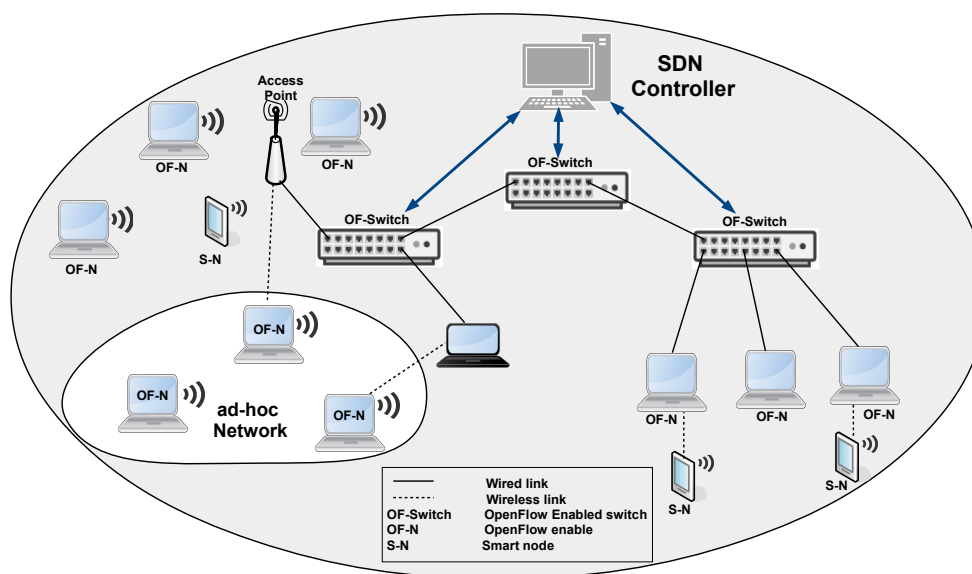 SDN
Controller
Access
Point
OF-N
OF-N
OF-Switch
OF-Switch
OF-Switch
OF-N
S-N
OF-N
OF-N
OF-N
ad-hoc
Network
OF-N
OF-N
OF-N
S-N
S-N
Wired link
Wireless link
OF-Switch OpenFlow Enabled switch
OF-N OpenFlow enable
S-N Smart node